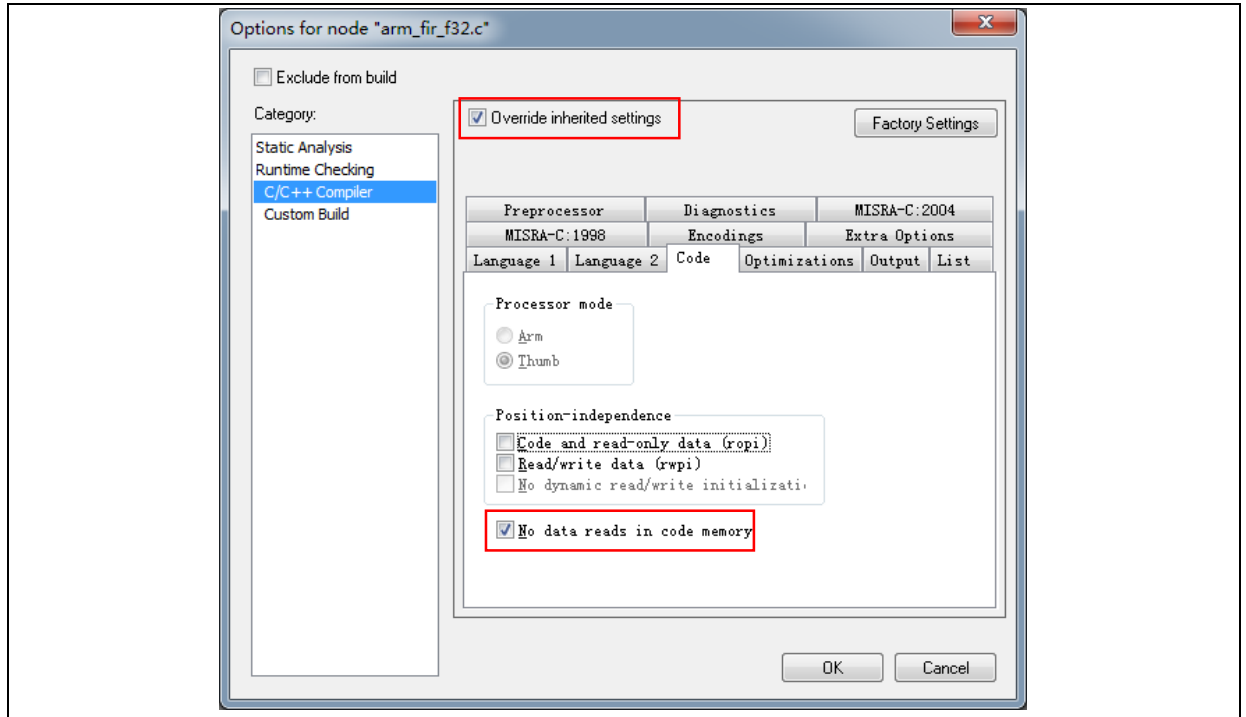 Options for node "arm_fir_f32.c"
Exclude from build
Category:
Static Analysis
Runtime Checking
C/C++ Compiler
Custom Build
Override inherited settings
Factory Settings
Preprocessor Diagnostics MISRA-C:2004
MISRA-C:1998 Encodings Extra Options
Language 1 Language 2 Code Optimizations Output List
Processor mode
Arm
Thumb
Position-independence
Code and read-only data (ropi)
Read/write data (rwpi)
No dynamic read/write initializati
No data reads in code memory
OK Cancel